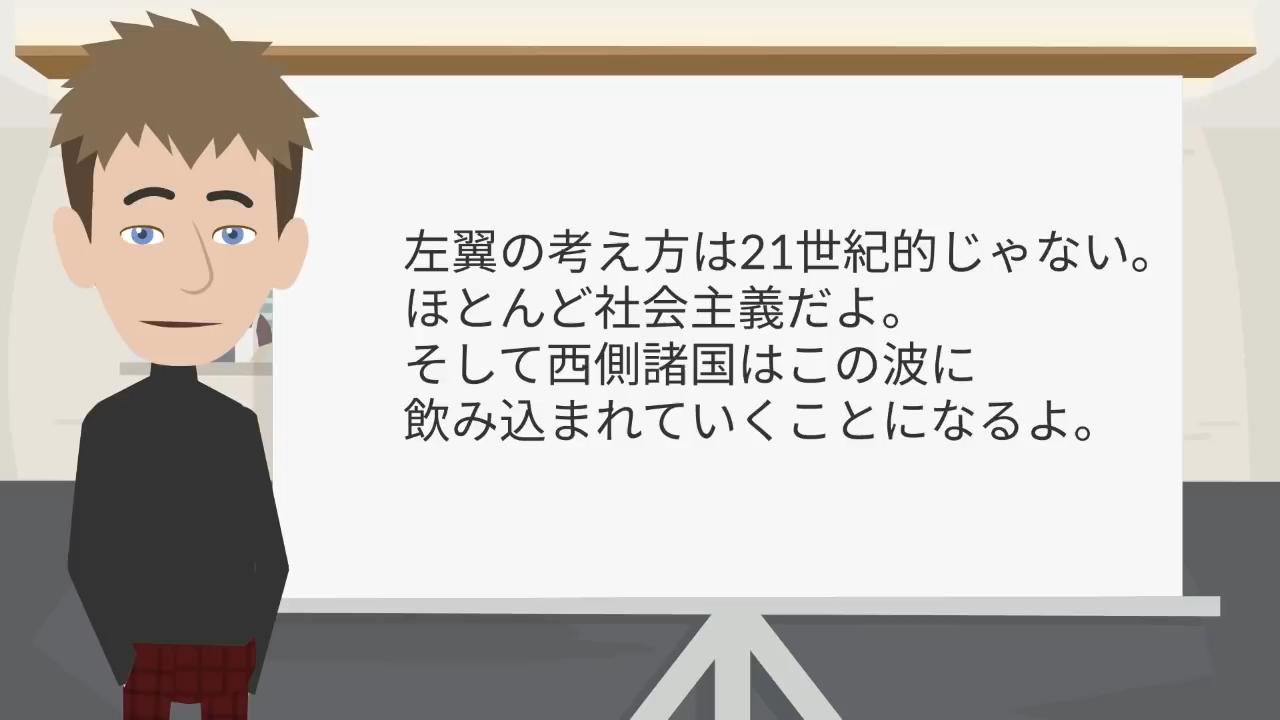 左翼の考え方は21世紀的じゃない。
ほとんど社会主義だよ。
そして西側諸国はこの波に
飲み込まれていくことになるよ。